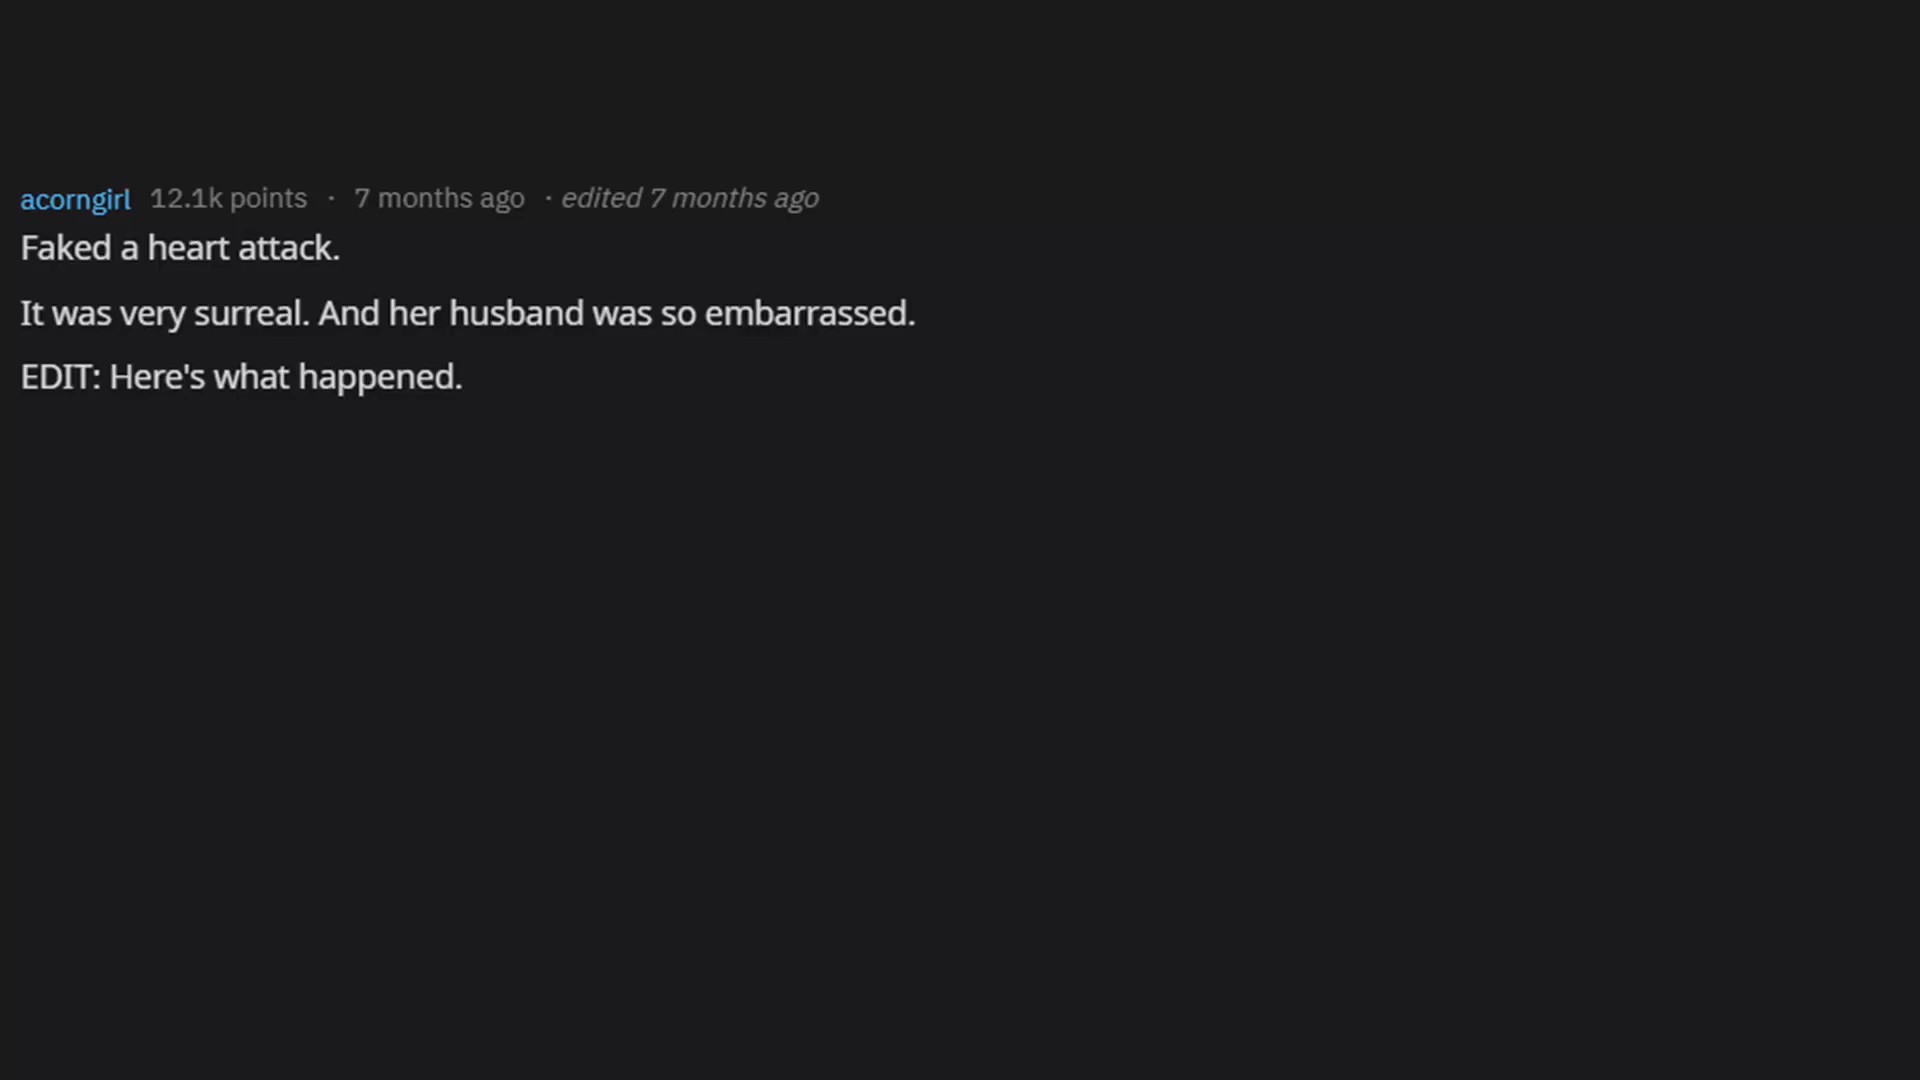 acorngirl 12.1k points · 7 months ago · edited 7 months ago
Faked a heart attack.
It was very surreal. And her husband was so embarrassed.
EDIT: Here's what happened.